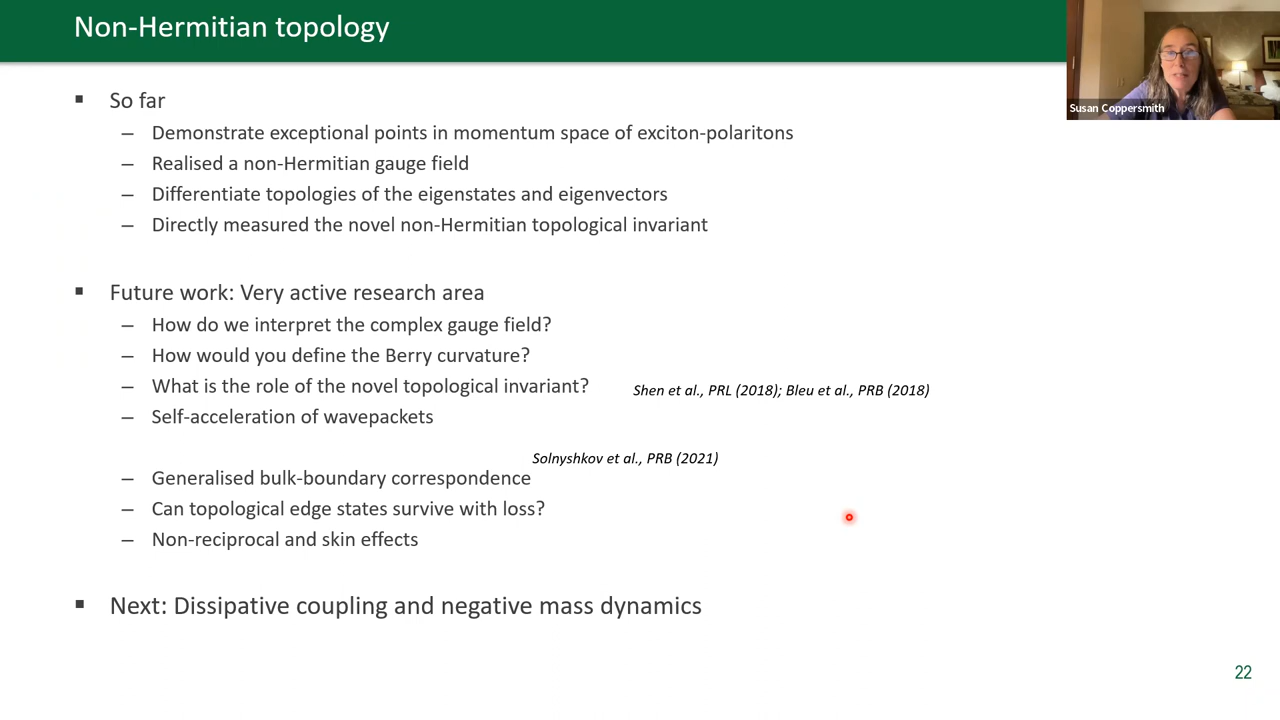 Non-Hermitian topology
Susan Coppersmith
▪ So far
– Demonstrate exceptional points in momentum space of exciton-polaritons
– Realised a non-Hermitian gauge field
– Differentiate topologies of the eigenstates and eigenvectors
– Directly measured the novel non-Hermitian topological invariant
▪ Future work: Very active research area
– How do we interpret the complex gauge field?
– How would you define the Berry curvature?
– What is the role of the novel topological invariant?
Shen et al., PRL (2018); Bleu et al., PRB (2018)
– Self-acceleration of wavepackets
Solnyshkov et al., PRB (2021)
– Generalised bulk-boundary correspondence
– Can topological edge states survive with loss?
– Non-reciprocal and skin effects
▪ Next: Dissipative coupling and negative mass dynamics
22